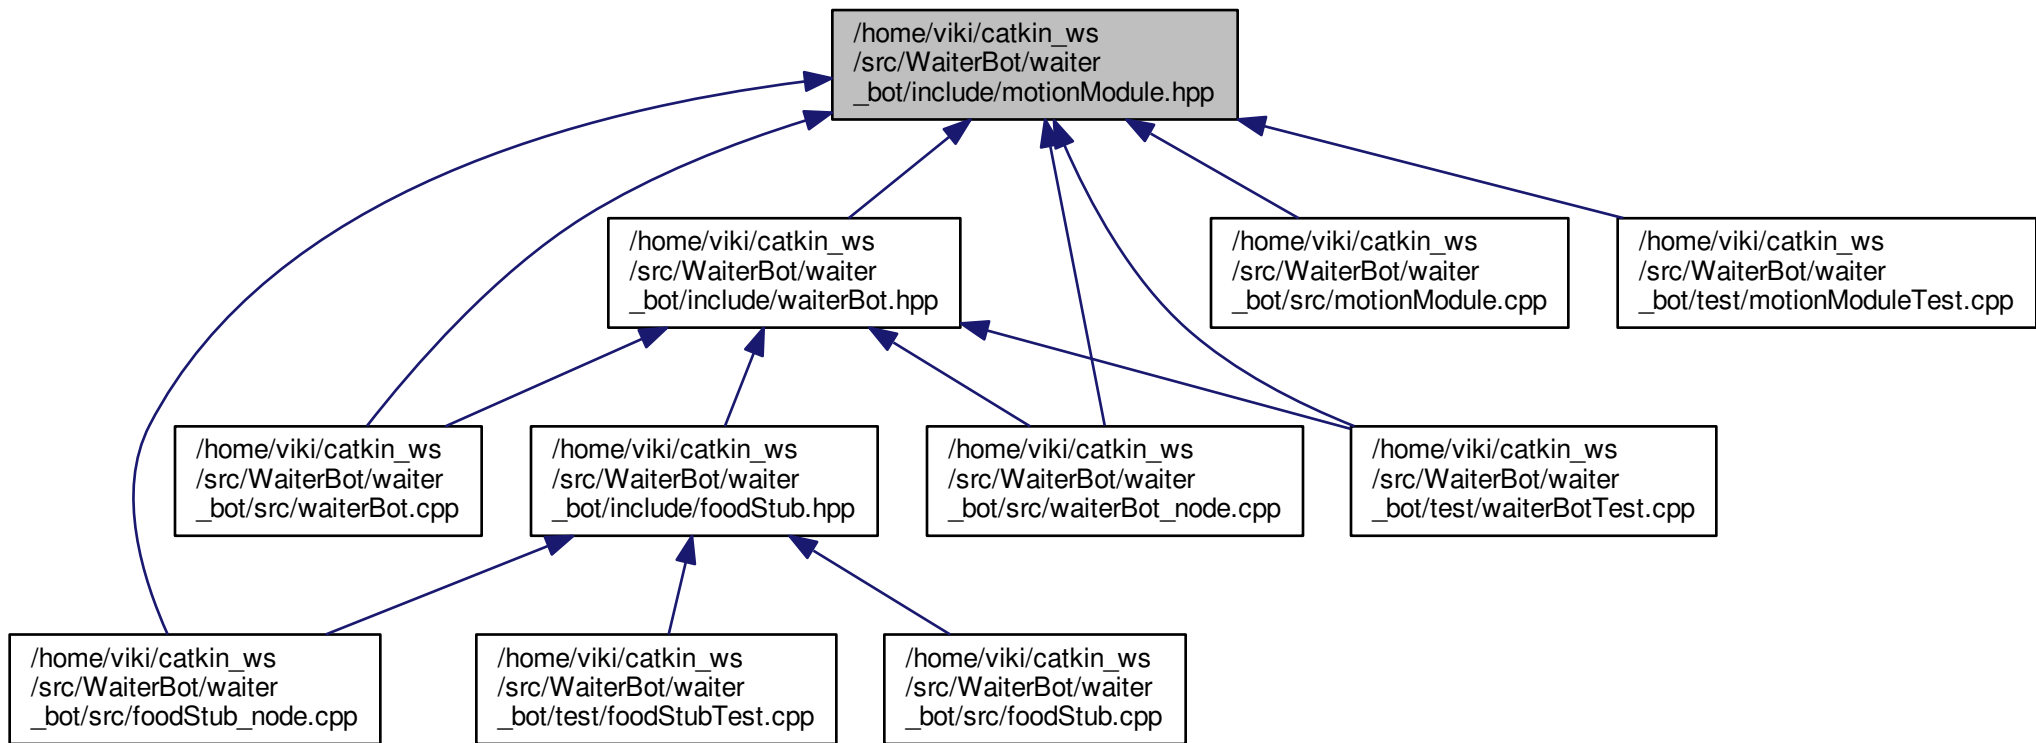 /home/viki/catkin_ws
/src/WaiterBot/waiter
_bot/include/motionModule.hpp
/home/viki/catkin_ws
/src/WaiterBot/waiter
_bot/include/waiterBot.hpp
/home/viki/catkin_ws
/src/WaiterBot/waiter
_bot/src/motionModule.cpp
/home/viki/catkin_ws
/src/WaiterBot/waiter
_bot/test/motionModuleTest.cpp
/home/viki/catkin_ws
/src/WaiterBot/waiter
_bot/src/waiterBot.cpp
/home/viki/catkin_ws
/src/WaiterBot/waiter
_bot/include/foodStub.hpp
/home/viki/catkin_ws
/src/WaiterBot/waiter
_bot/src/waiterBot_node.cpp
/home/viki/catkin_ws
/src/WaiterBot/waiter
_bot/test/waiterBotTest.cpp
/home/viki/catkin_ws
/src/WaiterBot/waiter
_bot/src/foodStub_node.cpp
/home/viki/catkin_ws
/src/WaiterBot/waiter
_bot/test/foodStubTest.cpp
/home/viki/catkin_ws
/src/WaiterBot/waiter
_bot/src/foodStub.cpp